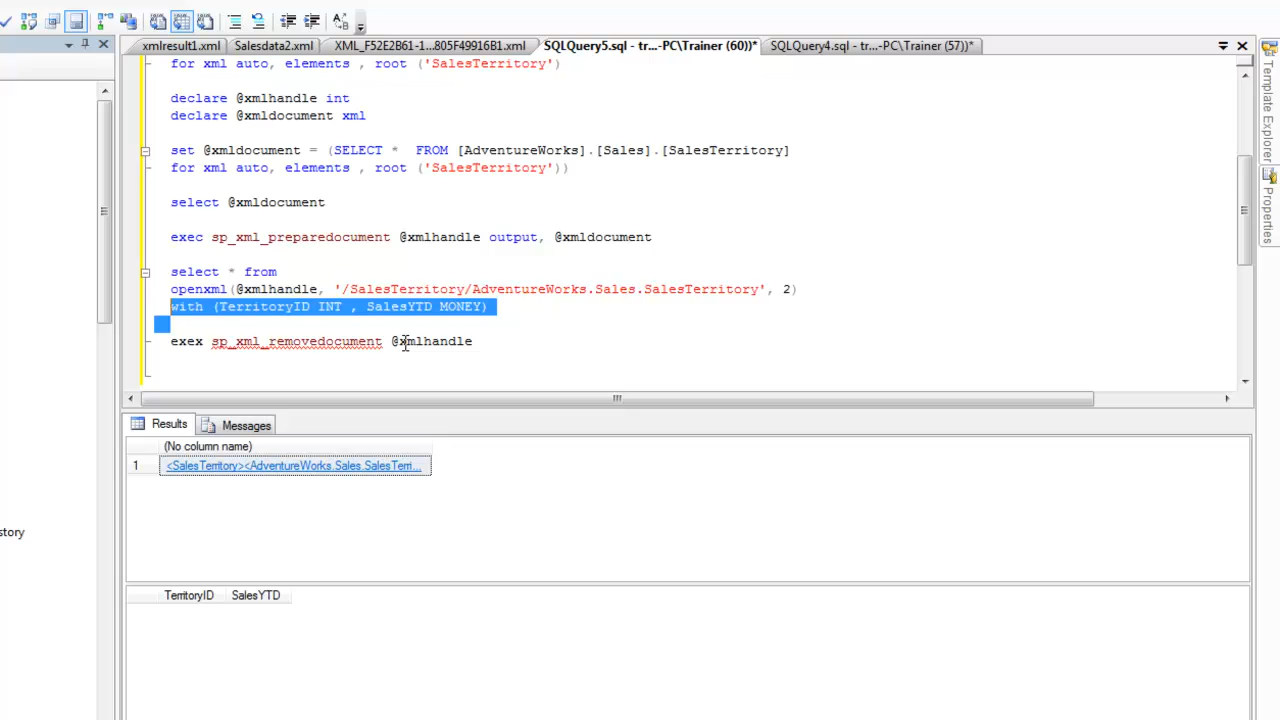 xmlresult1.xml Salesdata2.xml XML_F52E2B61-1...805F49916B1.xml SQLQuery5.sql - tr...-PC\Trainer (60))* SQLQuery4.sql - tr...-PC\Trainer (57))*
for xml auto, elements , root ('SalesTerritory')
declare @xmlhandle int
declare @xmldocument xml
set @xmldocument = (SELECT * FROM [AdventureWorks].[Sales].[SalesTerritory]
for xml auto, elements , root ('SalesTerritory'))
select @xmldocument
exec sp_xml_preparedocument @xmlhandle output, @xmldocument
select * from
openxml(@xmlhandle, '/SalesTerritory/AdventureWorks.Sales.SalesTerritory', 2)
with (TerritoryID INT , SalesYTD MONEY)
exex sp_xml_removedocument @xmlhandle
Results Messages
(No column name)
1 <SalesTerritory><AdventureWorks.Sales.SalesTerri...
story
TerritoryID SalesYTD
Template Explorer
Properties